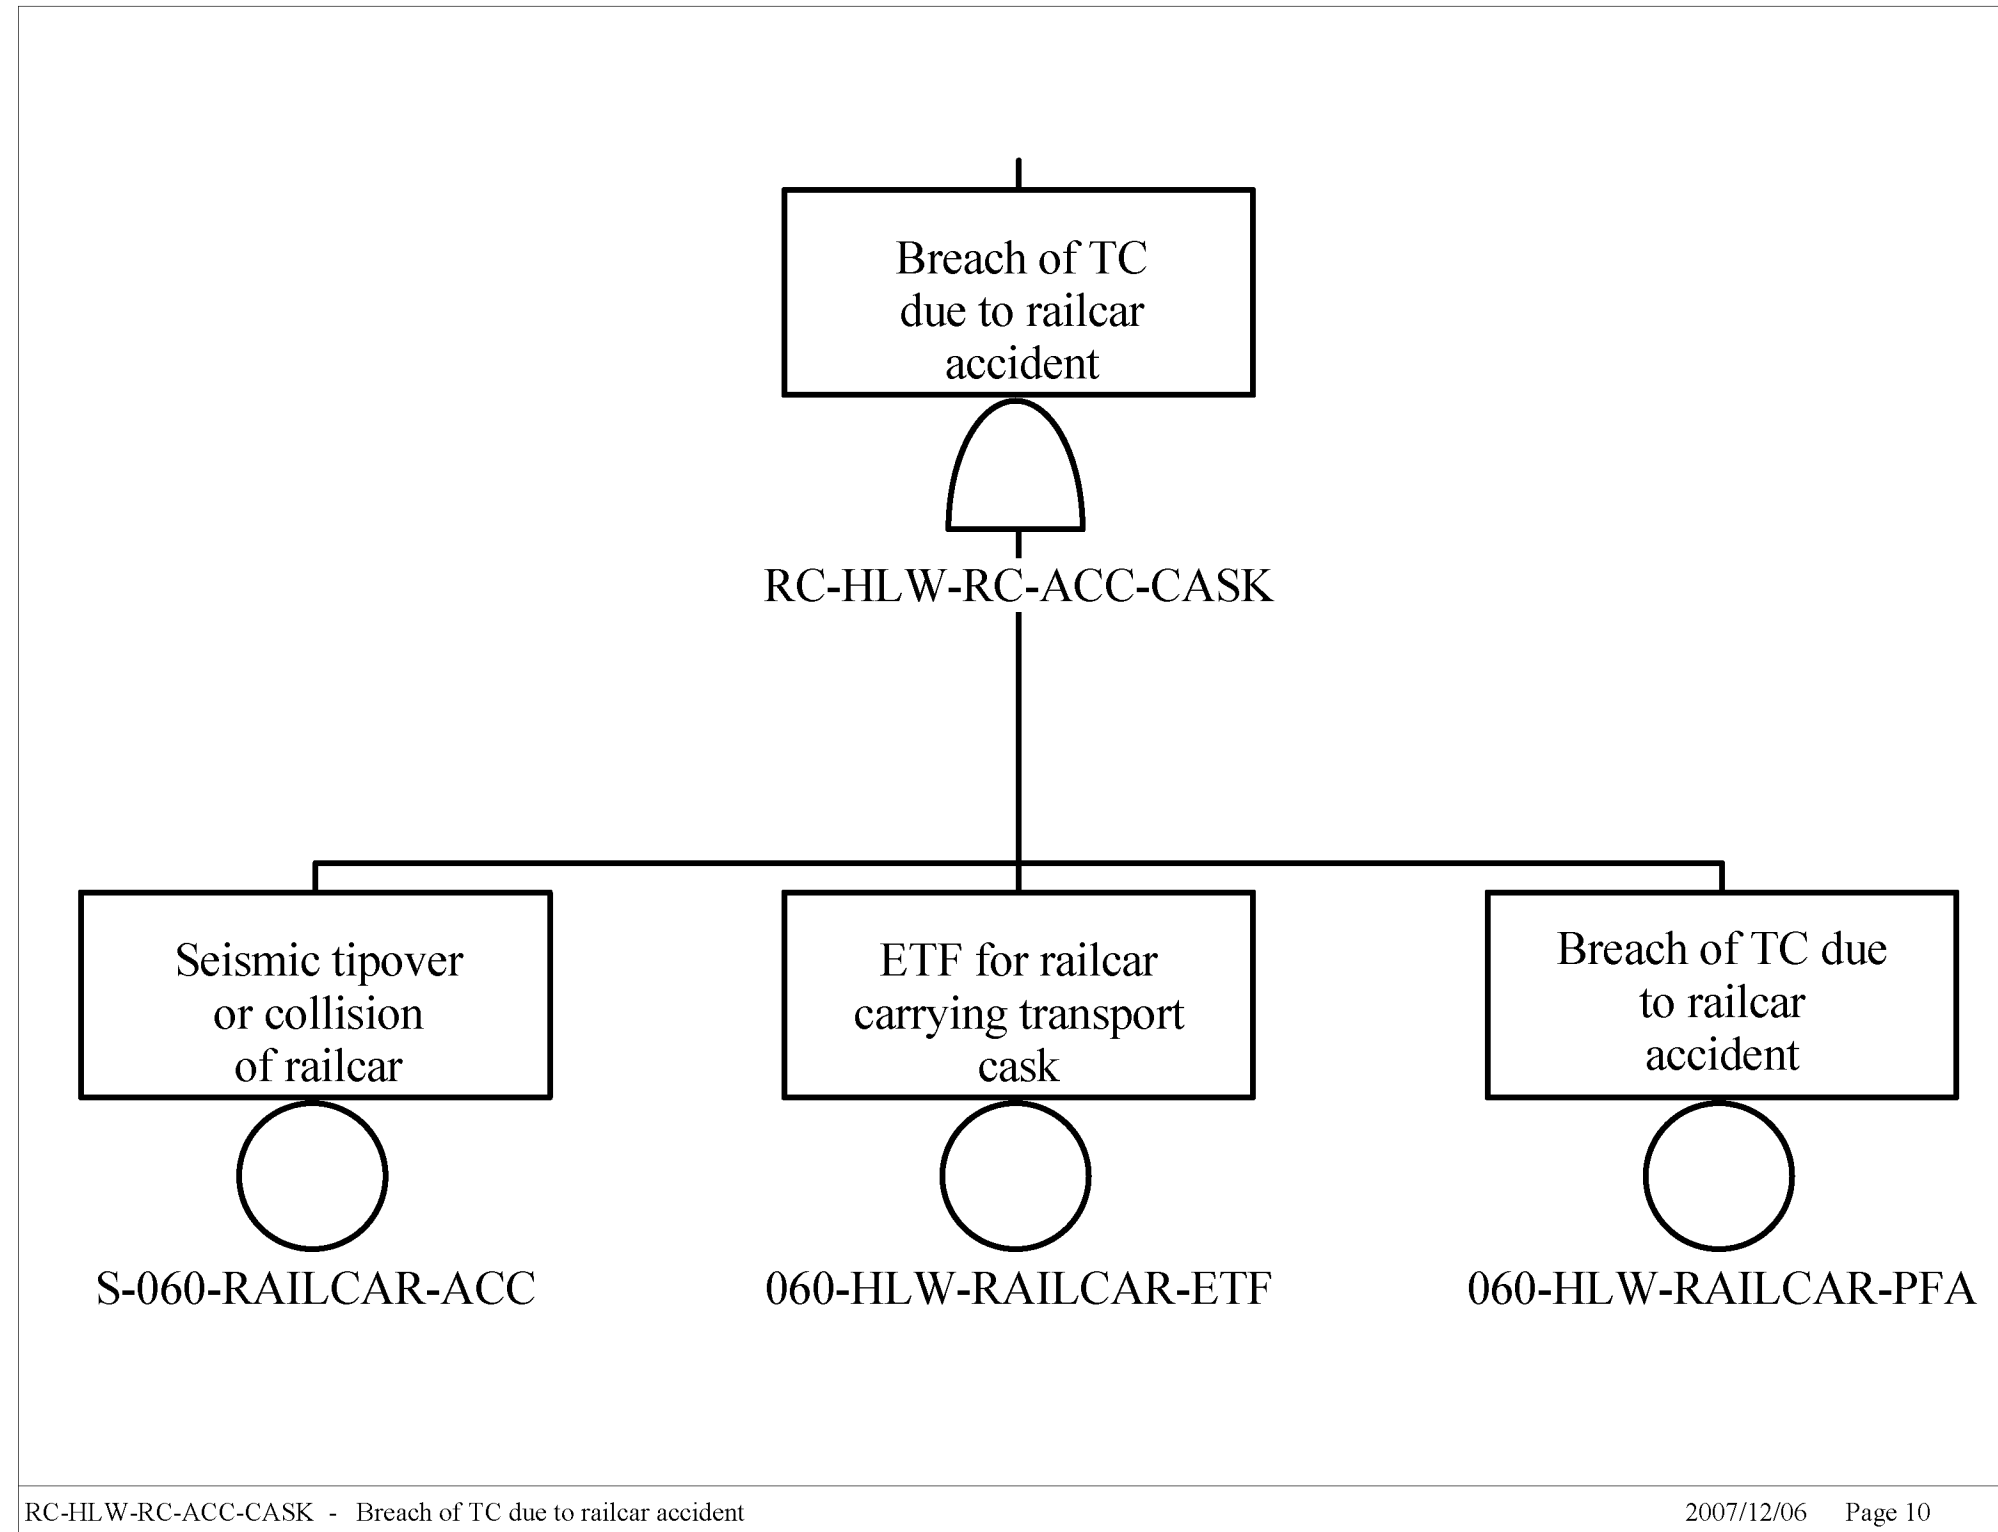 Breach of TC
due to railcar
accident
RC-HLW-RC-ACC-CASK
Seismic tipover
or collision
of railcar
S-060-RAILCAR-ACC
ETF for railcar
carrying transport
cask
060-HLW-RAILCAR-ETF
Breach of TC due
to railcar
accident
060-HLW-RAILCAR-PFA
RC-HLW-RC-ACC-CASK - Breach of TC due to railcar accident
2007/12/06 Page 10